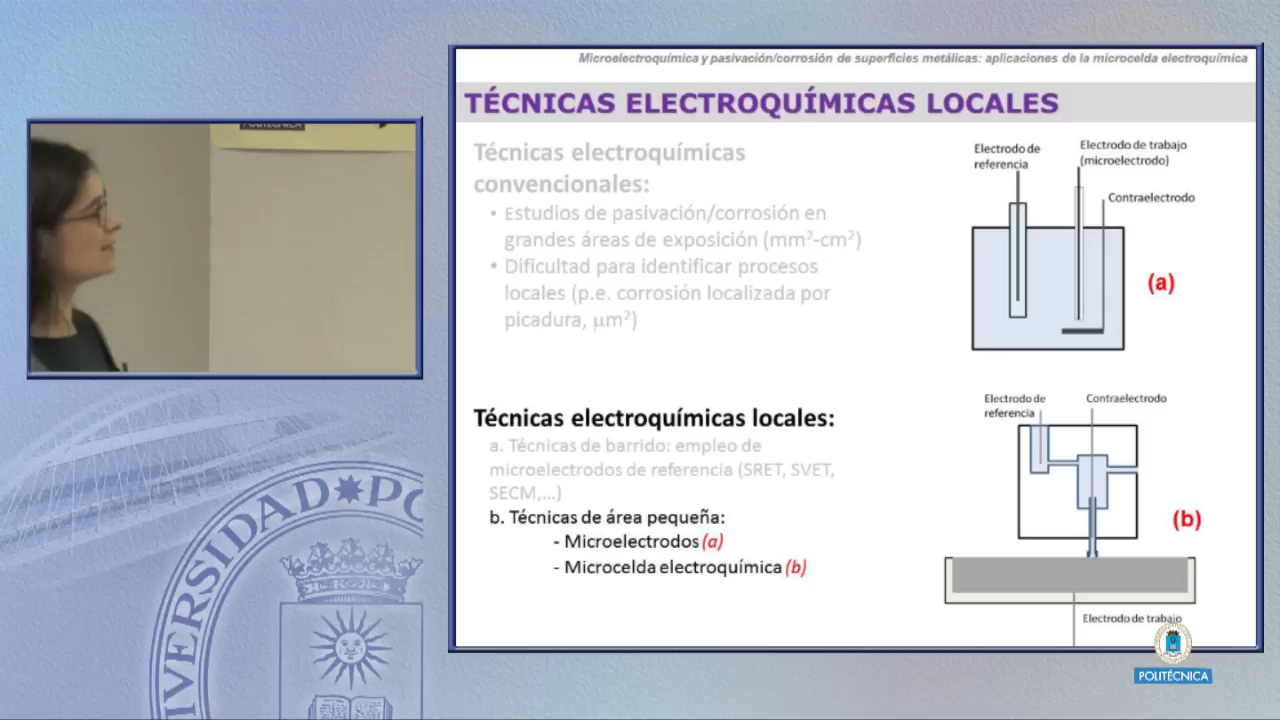 POLITÉCNICA
Microelectroquímica y pasivación/corrosión de superficies metálicas: aplicaciones de la microcelda electroquímica
TÉCNICAS ELECTROQUÍMICAS LOCALES
Técnicas electroquímicas
convencionales:
• Estudios de pasivación/corrosión en
grandes áreas de exposición (mm²-cm²)
• Dificultad para identificar procesos
locales (p.e. corrosión localizada por
picadura, µm²)
Electrodo de
referencia
Electrodo de trabajo
(microelectrodo)
Contraelectrodo
(a)
Técnicas electroquímicas locales:
a. Técnicas de barrido: empleo de
microelectrodos de referencia (SRET, SVET,
SECM,...)
b. Técnicas de área pequeña:
- Microelectrodos (a)
- Microcelda electroquímica (b)
Electrodo de
referencia
Contraelectrodo
(b)
Electrodo de trabajo
POLITÉCNICA
VERSIDAD PO